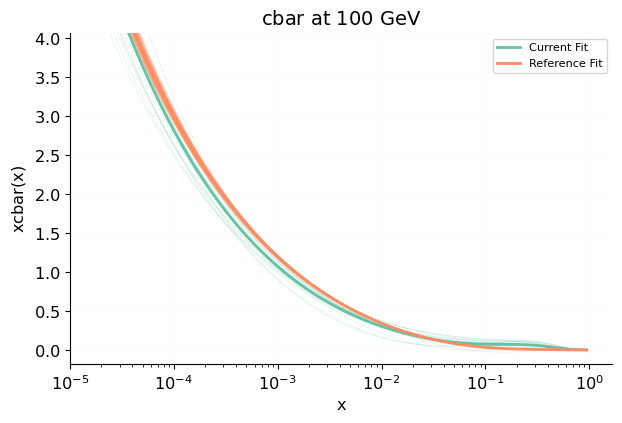 cbar at 100 GeV
Current Fit
Reference Fit
xcbar(x)
4.0
3.5
3.0
2.5
2.0
1.5
1.0
0.5
0.0
10⁻⁵ 10⁻⁴ 10⁻³ 10⁻² 10⁻¹ 10⁰
x